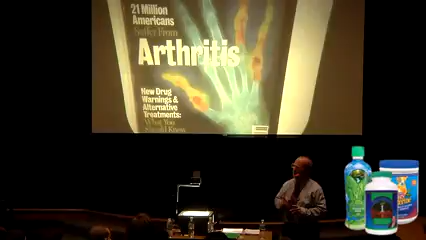 21 Million
Americans
Suffer From
Arthritis
New Drug
Warnings &
Alternative
Treatments:
What You
Should Know